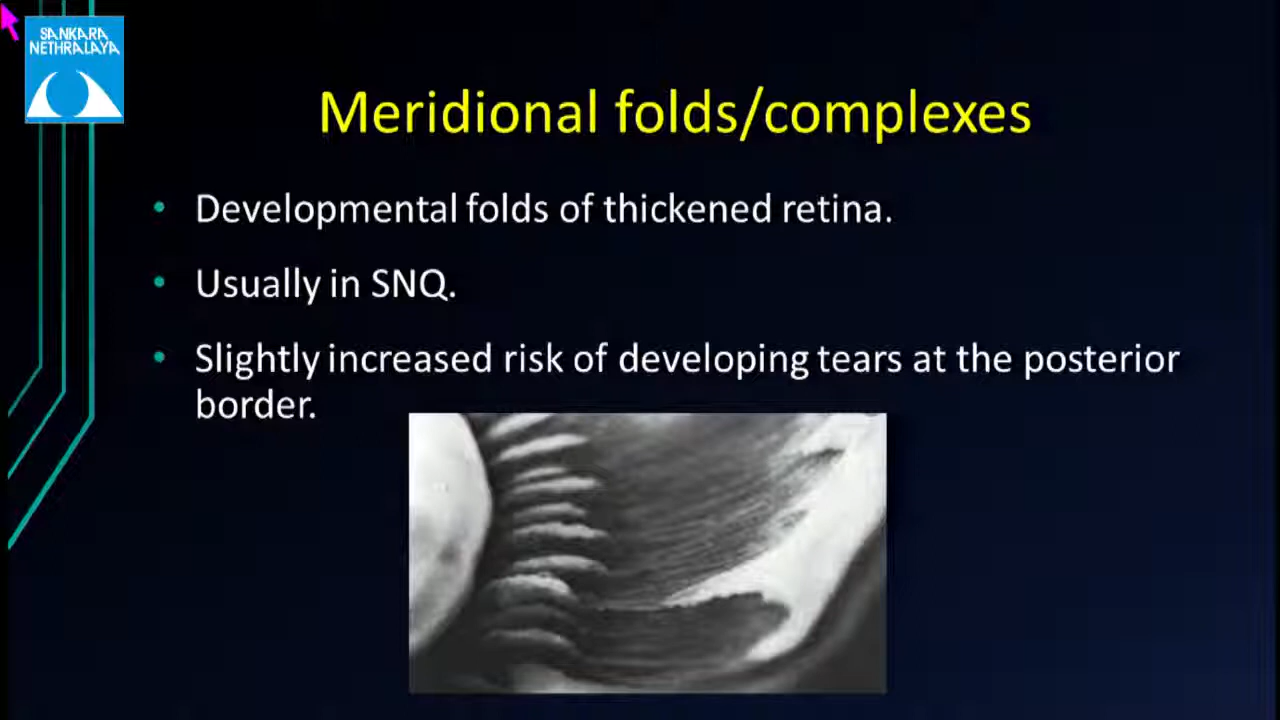 SANKARA
NETHRALAYA
Meridional folds/complexes
• Developmental folds of thickened retina.
• Usually in SNQ.
• Slightly increased risk of developing tears at the posterior
border.